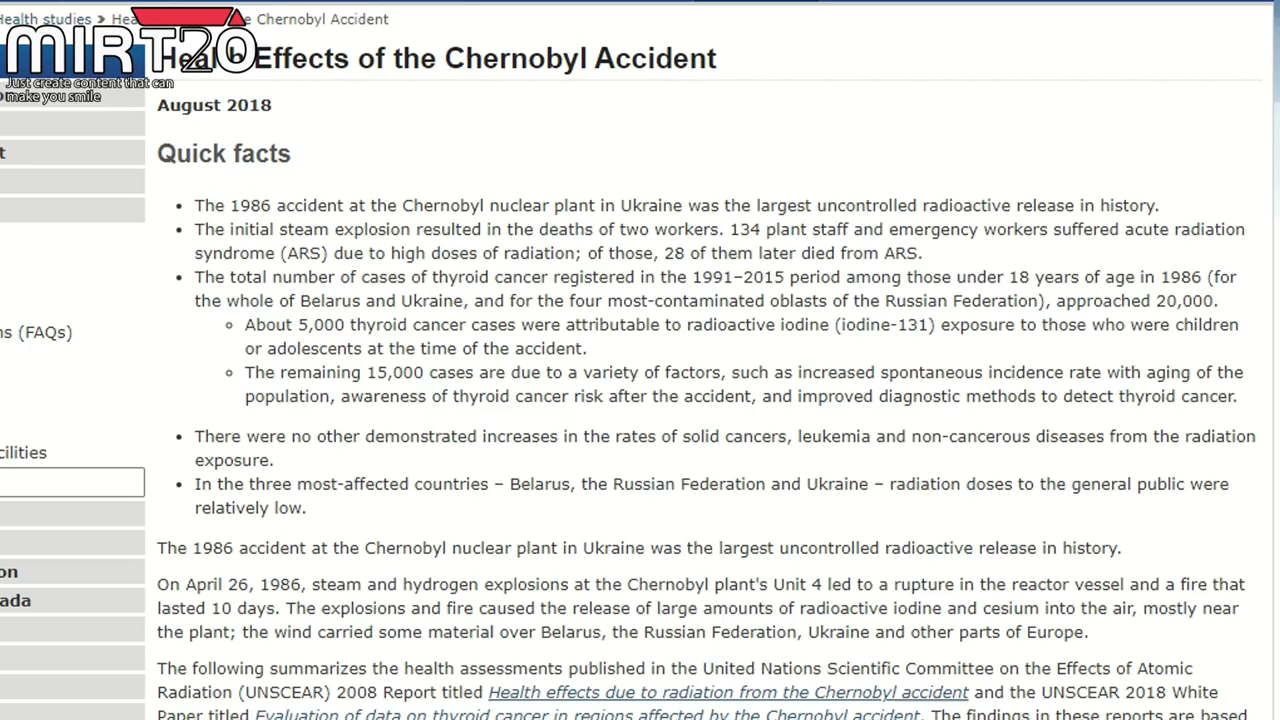 Health studies » Hea e Chernobyl Accident
MIRT20
Just create content that can
make you smile
Health Effects of the Chernobyl Accident
August 2018
t
Quick facts
• The 1986 accident at the Chernobyl nuclear plant in Ukraine was the largest uncontrolled radioactive release in history.
• The initial steam explosion resulted in the deaths of two workers. 134 plant staff and emergency workers suffered acute radiation
syndrome (ARS) due to high doses of radiation; of those, 28 of them later died from ARS.
• The total number of cases of thyroid cancer registered in the 1991–2015 period among those under 18 years of age in 1986 (for
the whole of Belarus and Ukraine, and for the four most-contaminated oblasts of the Russian Federation), approached 20,000.
◦ About 5,000 thyroid cancer cases were attributable to radioactive iodine (iodine-131) exposure to those who were children
ns (FAQs)
or adolescents at the time of the accident.
◦ The remaining 15,000 cases are due to a variety of factors, such as increased spontaneous incidence rate with aging of the
population, awareness of thyroid cancer risk after the accident, and improved diagnostic methods to detect thyroid cancer.
• There were no other demonstrated increases in the rates of solid cancers, leukemia and non-cancerous diseases from the radiation
exposure.
cilities
• In the three most-affected countries – Belarus, the Russian Federation and Ukraine – radiation doses to the general public were
relatively low.
The 1986 accident at the Chernobyl nuclear plant in Ukraine was the largest uncontrolled radioactive release in history.
on
ada
On April 26, 1986, steam and hydrogen explosions at the Chernobyl plant's Unit 4 led to a rupture in the reactor vessel and a fire that
lasted 10 days. The explosions and fire caused the release of large amounts of radioactive iodine and cesium into the air, mostly near
the plant; the wind carried some material over Belarus, the Russian Federation, Ukraine and other parts of Europe.
The following summarizes the health assessments published in the United Nations Scientific Committee on the Effects of Atomic
Radiation (UNSCEAR) 2008 Report titled Health effects due to radiation from the Chernobyl accident and the UNSCEAR 2018 White
Paper titled Evaluation of data on thyroid cancer in regions affected by the Chernobyl accident. The findings in these reports are based